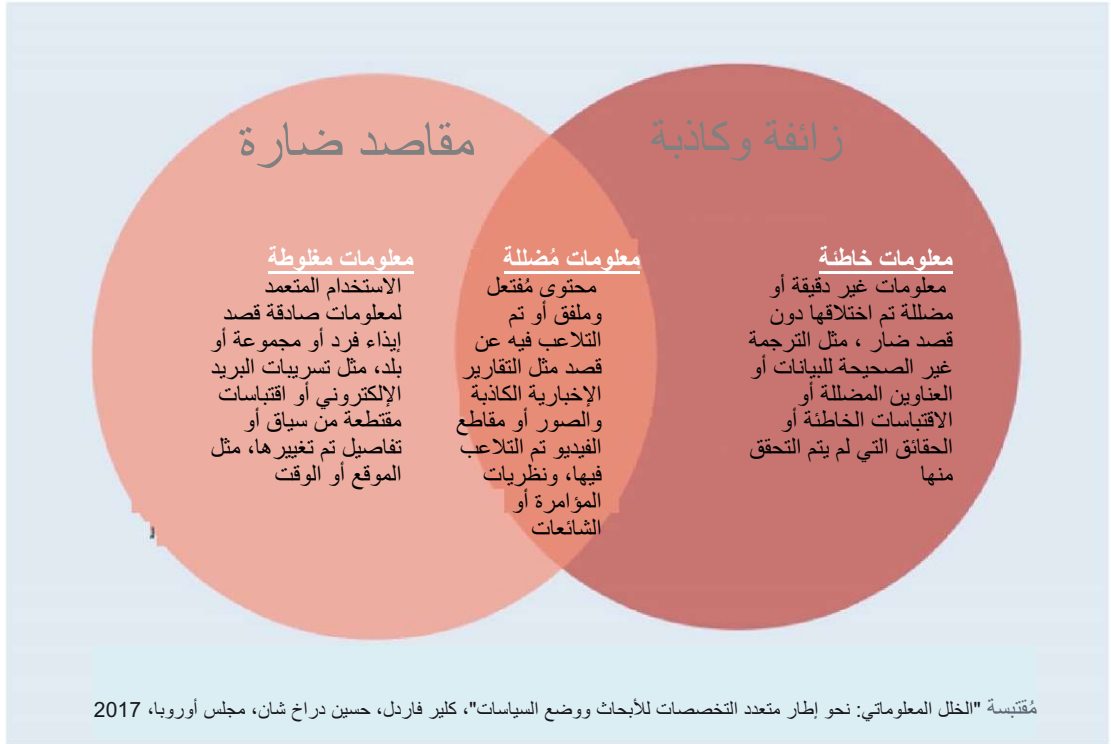 زائفة وكاذبة
مقاصد ضارة
معلومات خاطئة
معلومات غير دقيقة أو
مضللة تم اختلاقها دون
قصد ضار ، مثل الترجمة
غير الصحيحة للبيانات أو
العناوين المضللة أو
الاقتباسات الخاطئة أو
الحقائق التي لم يتم التحقق
منها
معلومات مُضللة
محتوى مُفتعل
وملفق أو تم
التلاعب فيه عن
قصد مثل التقارير
الإخبارية الكاذبة
والصور أو مقاطع
الفيديو تم التلاعب
فيها، ونظريات
المؤامرة أو
الشائعات
معلومات مغلوطة
الاستخدام المتعمد
لمعلومات صادقة قصد
إيذاء فرد أو مجموعة أو
بلد، مثل تسريبات البريد
الإلكتروني أو اقتباسات
مقتطعة من سياق أو
تفاصيل تم تغييرها، مثل
الموقع أو الوقت
مُقتبسة "الخلل المعلوماتي: نحو إطار متعدد التخصصات للأبحاث ووضع السياسات"، كلير فاردل، حسين دراخ شان، مجلس أوروبا، 2017